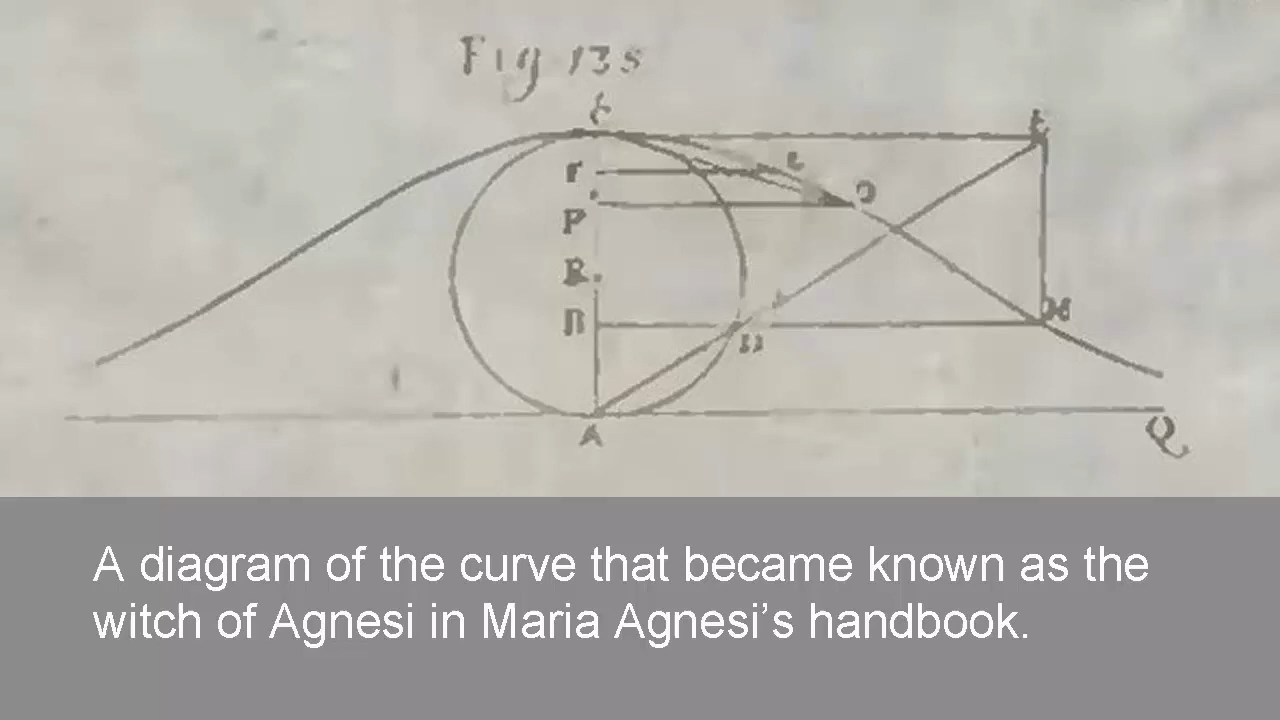 Fig 135
C
E
F
O
P
R
B
D
M
A
Q
A diagram of the curve that became known as the
witch of Agnesi in Maria Agnesi’s handbook.